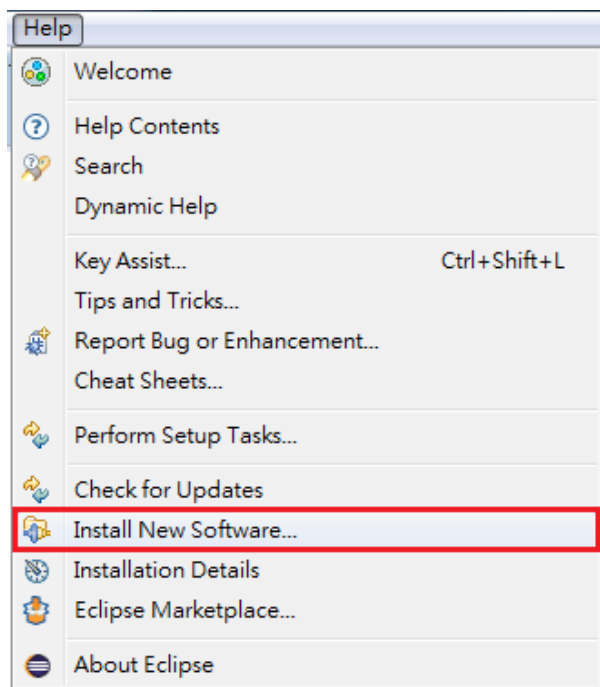 Help
Welcome
Help Contents
Search
Dynamic Help
Key Assist... Ctrl+Shift+L
Tips and Tricks...
Report Bug or Enhancement...
Cheat Sheets...
Perform Setup Tasks...
Check for Updates
Install New Software...
Installation Details
Eclipse Marketplace...
About Eclipse